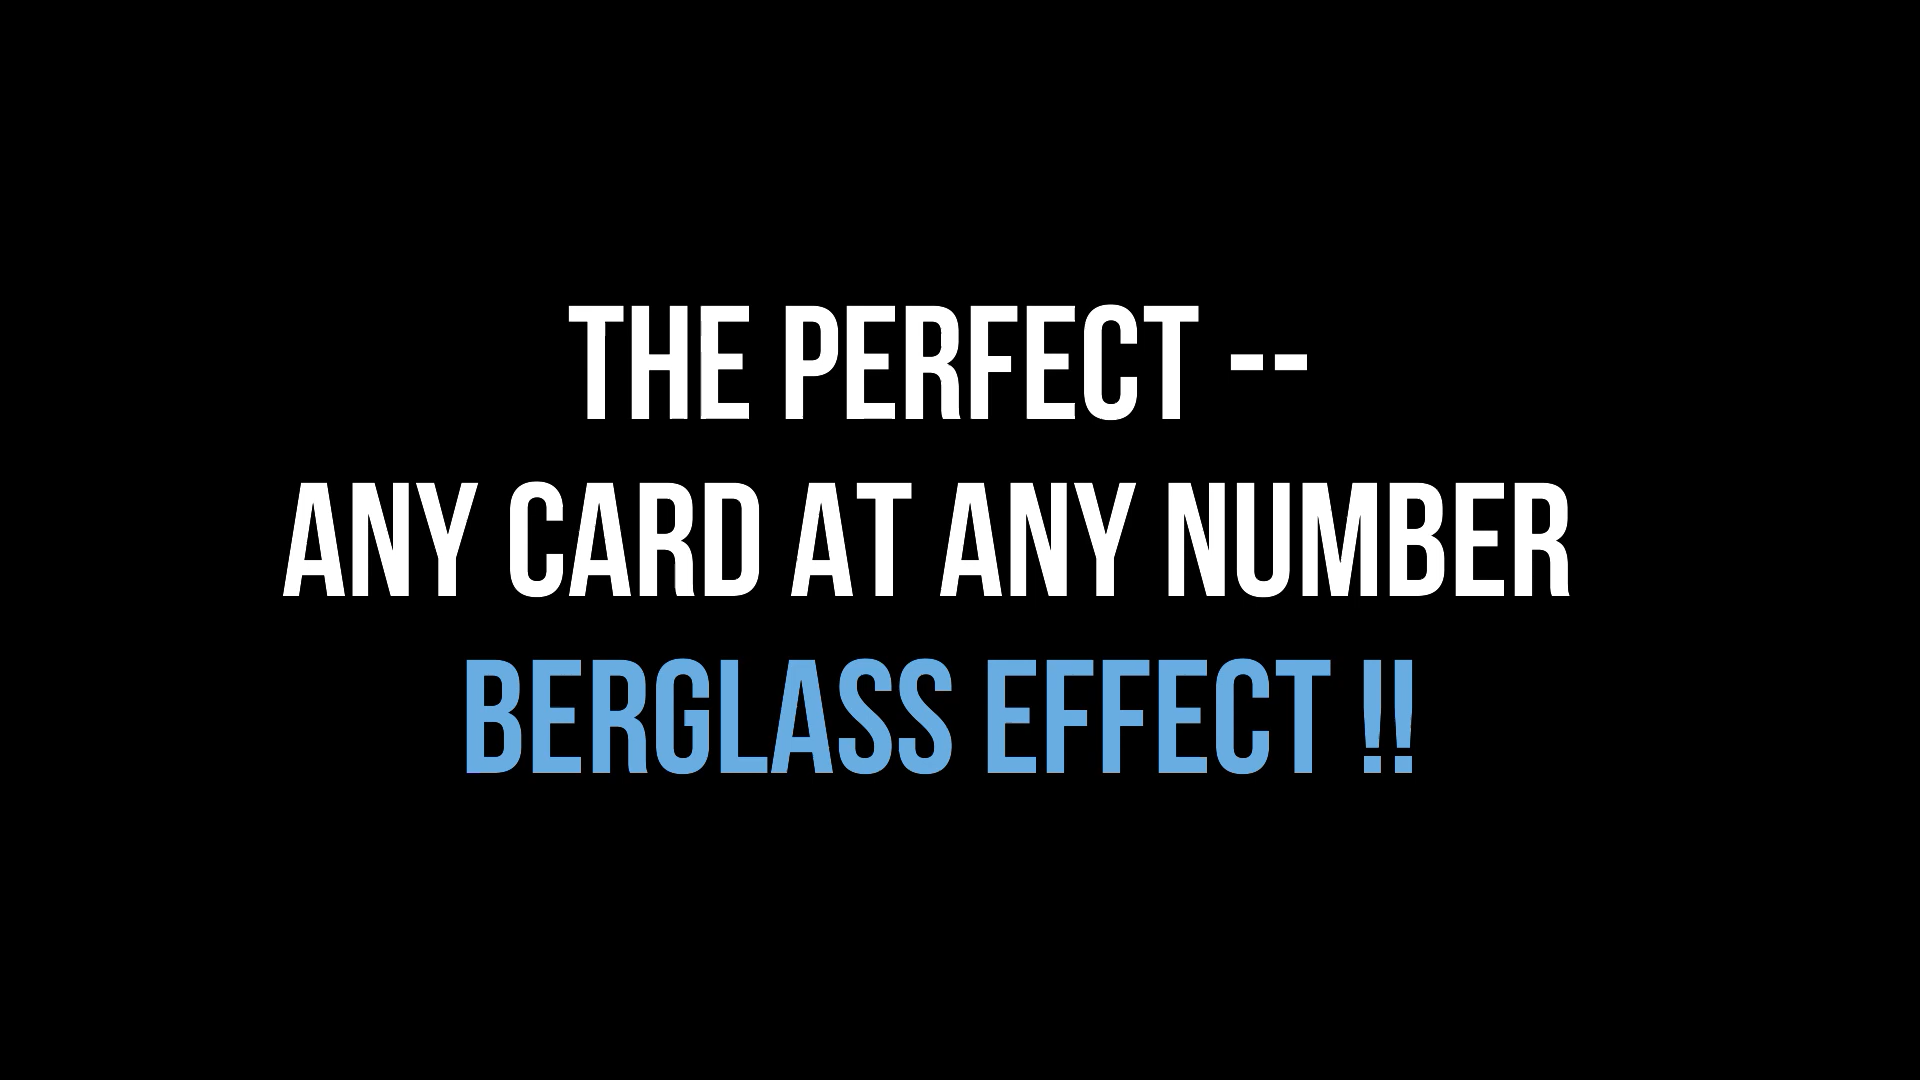 THE PERFECT --
ANY CARD AT ANY NUMBER
BERGLASS EFFECT !!